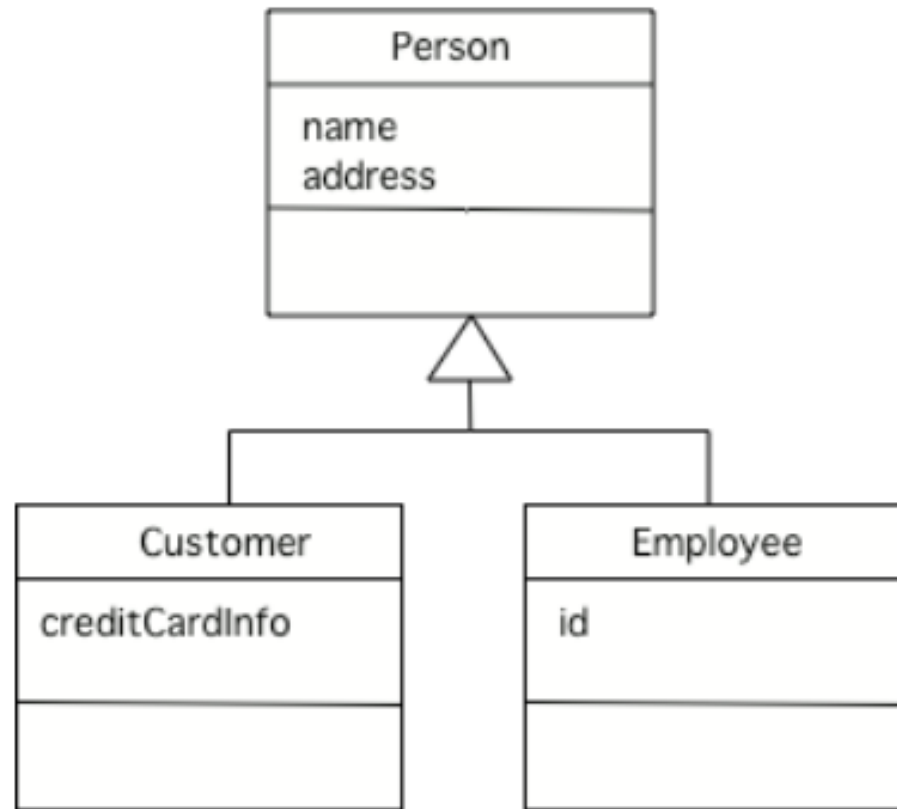 Person
name
address
Customer
creditCardInfo
Employee
id